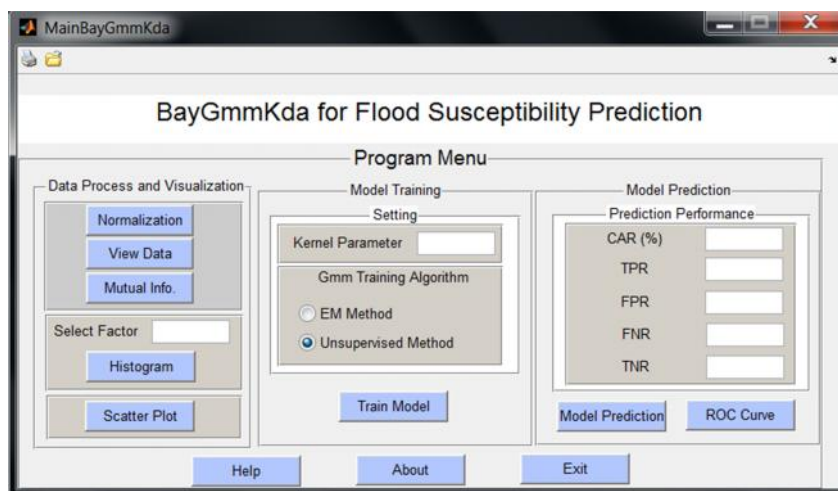 MainBayGmmKda
BayGmmKda for Flood Susceptibility Prediction
Program Menu
Data Process and Visualization
Normalization
View Data
Mutual Info.
Select Factor
Histogram
Scatter Plot
Model Training
Setting
Kernel Parameter
Gmm Training Algorithm
EM Method
Unsupervised Method
Train Model
Model Prediction
Prediction Performance
CAR (%)
TPR
FPR
FNR
TNR
Model Prediction
ROC Curve
Help
About
Exit